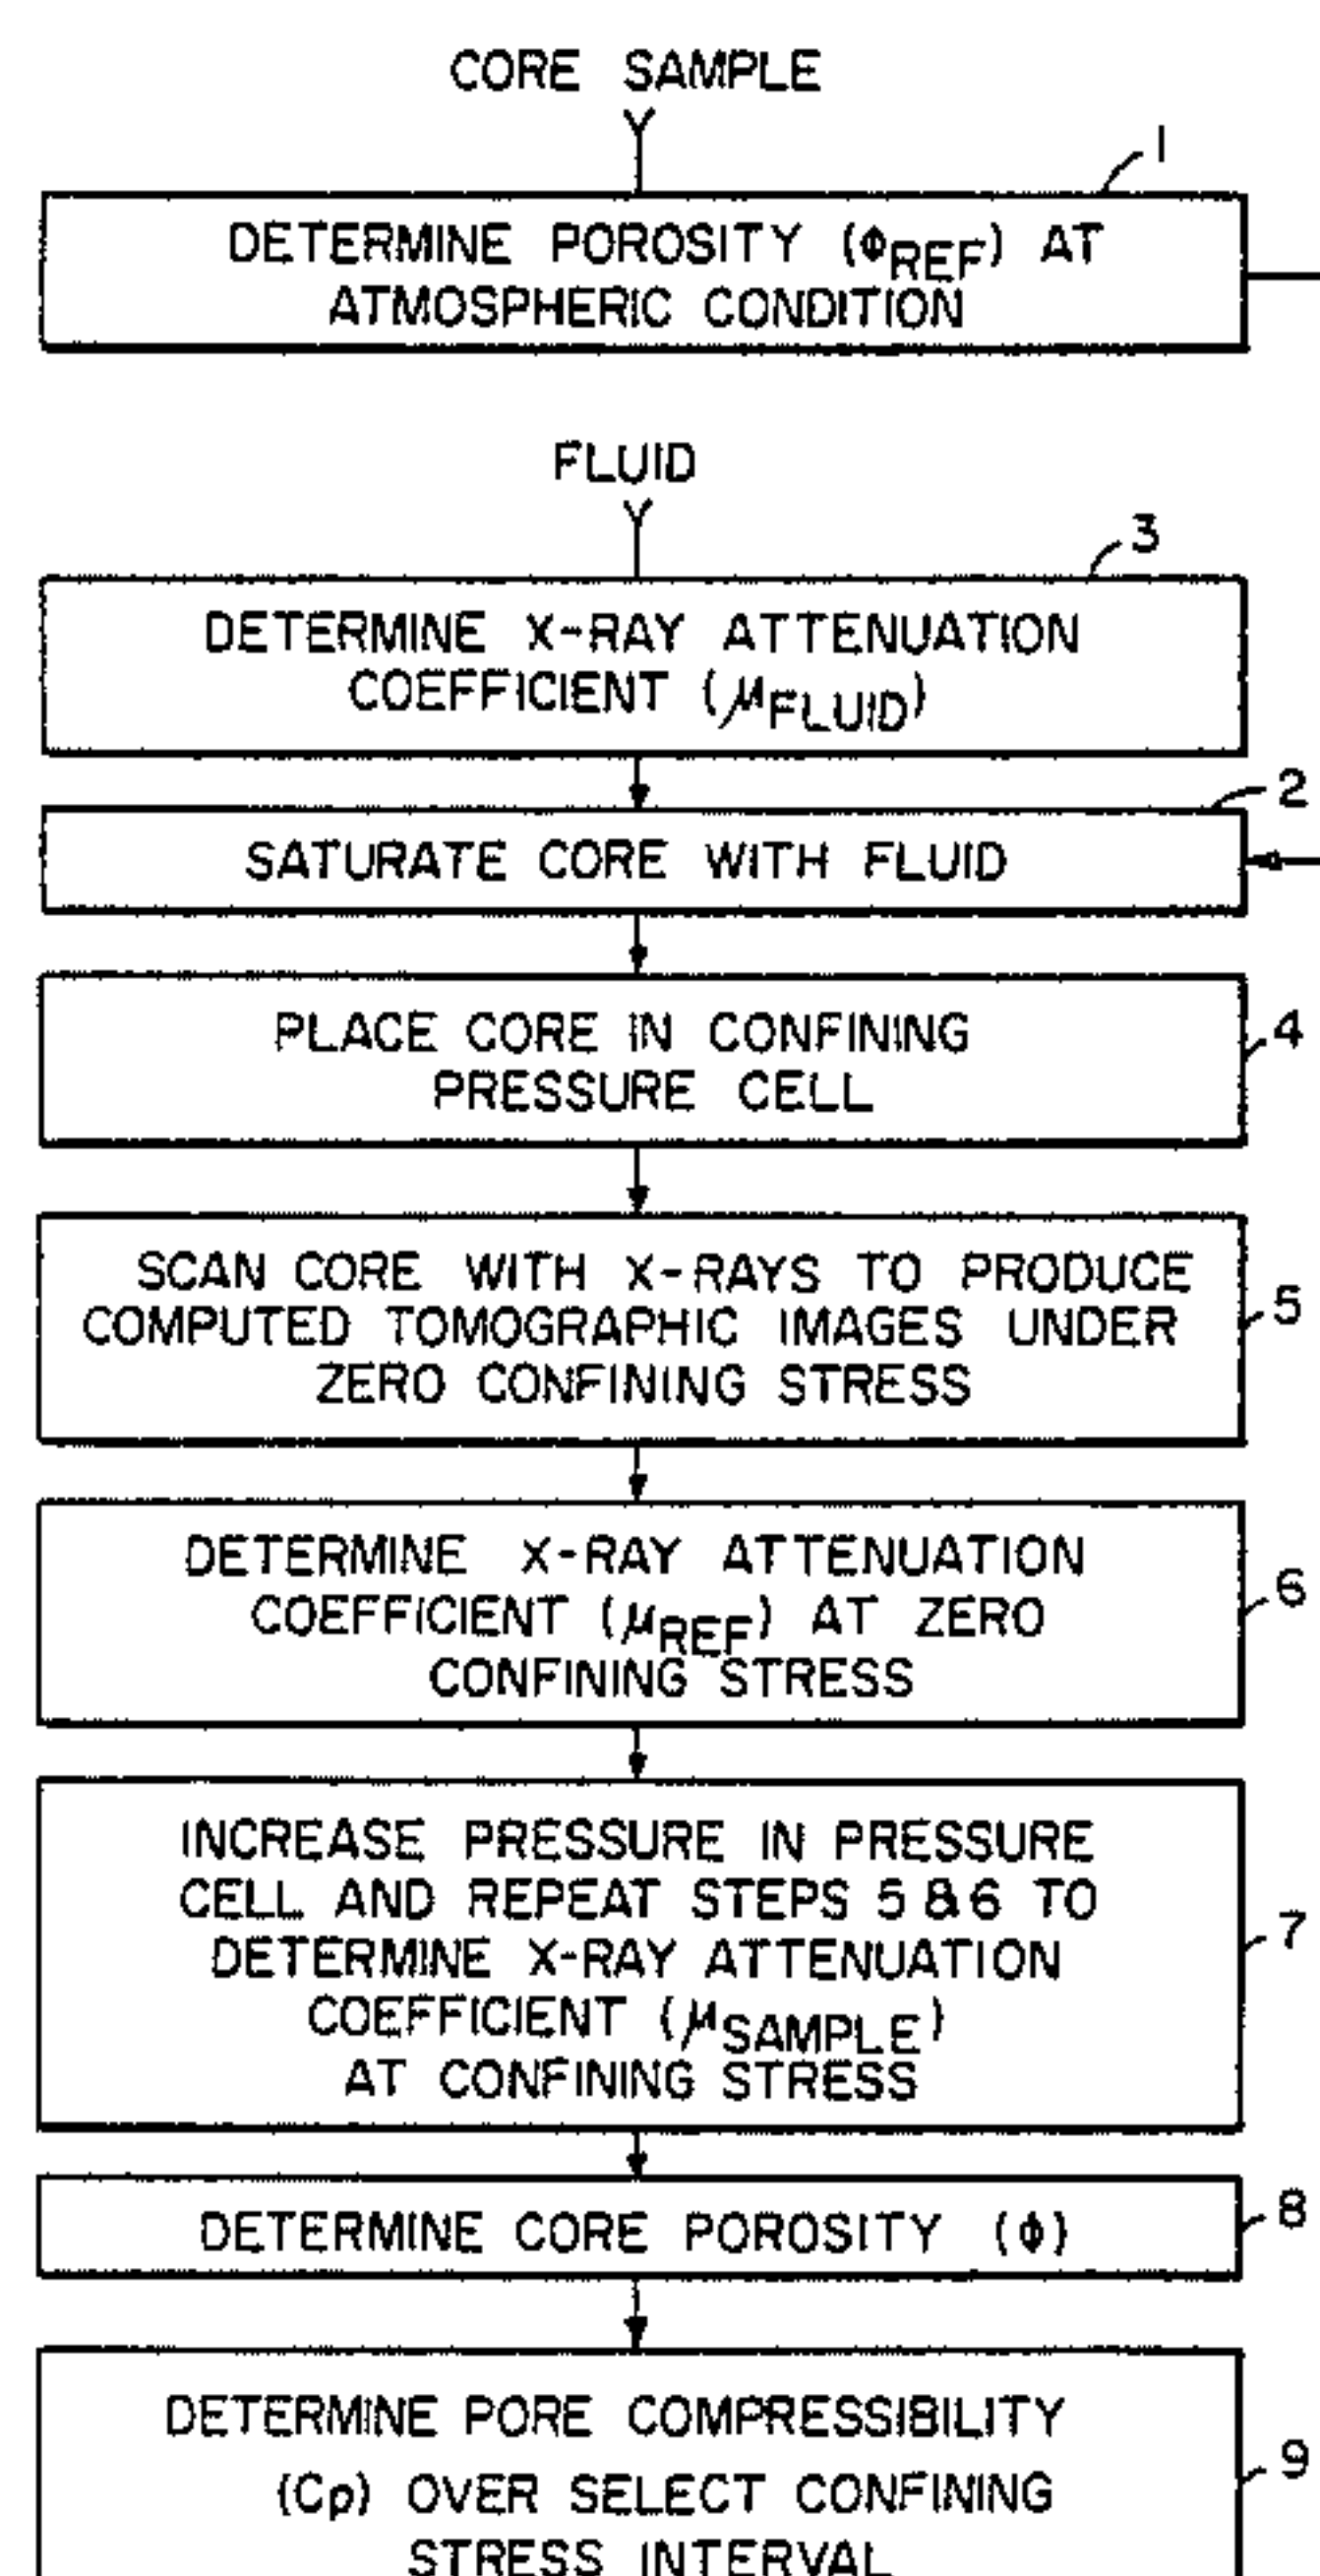 CORE SAMPLE
1
DETERMINE POROSITY (ΦREF) AT
ATMOSPHERIC CONDITION
FLUID
3
DETERMINE X-RAY ATTENUATION
COEFFICIENT (μFLUID)
2
SATURATE CORE WITH FLUID
PLACE CORE IN CONFINING
PRESSURE CELL
4
SCAN CORE WITH X-RAYS TO PRODUCE
COMPUTED TOMOGRAPHIC IMAGES UNDER
ZERO CONFINING STRESS
5
DETERMINE X-RAY ATTENUATION
COEFFICIENT (μREF) AT ZERO
CONFINING STRESS
6
INCREASE PRESSURE IN PRESSURE
CELL AND REPEAT STEPS 5 & 6 TO
DETERMINE X-RAY ATTENUATION
COEFFICIENT (μSAMPLE)
AT CONFINING STRESS
7
DETERMINE CORE POROSITY (Φ)
8
DETERMINE PORE COMPRESSIBILITY
(Cp) OVER SELECT CONFINING
STRESS INTERVAL
9